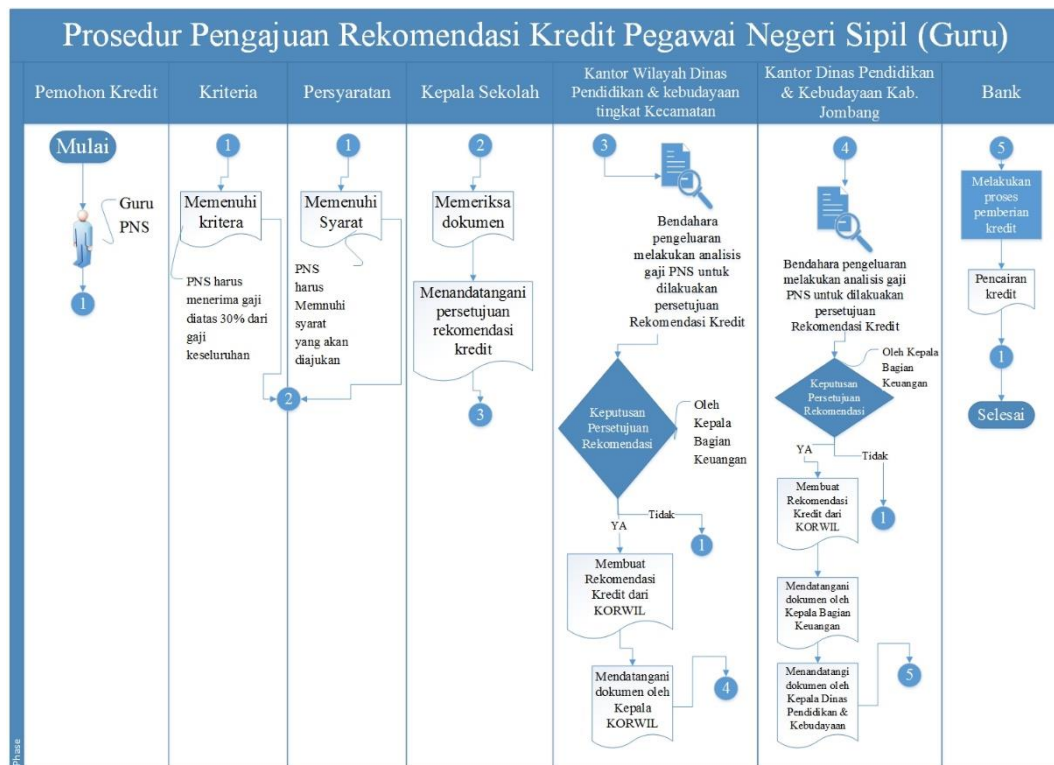 Prosedur Pengajuan Rekomendasi Kredit Pegawai Negeri Sipil (Guru)
Pemohon Kredit
Kriteria
Persyaratan
Kepala Sekolah
Kantor Wilayah Dinas
Pendidikan & kebudayaan
tingkat Kecamatan
Kantor Dinas Pendidikan
& Kebudayaan Kab.
Jombang
Bank
Mulai
Guru
PNS
1
1
Memenuhi
kritera
PNS harus
menerima gaji
diatas 30% dari
gaji
keseluruhan
1
Memenuhi
Syarat
PNS
harus
Memnuhi
syarat
yang akan
diajukan
2
2
Memeriksa
dokumen
Menandatangani
persetujuan
rekomendasi
kredit
3
3
Bendahara
pengeluaran
melakukan analisis
gaji PNS untuk
dilakukan
persetujuan
Rekomendasi Kredit
Keputusan
Persetujuan
Rekomendasi
Oleh
Kepala
Bagian
Keuangan
YA
Tidak
1
Membuat
Rekomendasi
Kredit dari
KORWIL
Mendatangani
dokumen oleh
Kepala
KORWIL
4
4
Bendahara pengeluaran
melakukan analisis gaji
PNS untuk dilakukan
persetujuan
Rekomendasi Kredit
Oleh Kepala
Bagian
Keuangan
Keputusan
Persetujuan
Rekomendasi
YA
Tidak
1
Membuat
Rekomendasi
Kredit dari
KORWIL
Mendatangani
dokumen oleh
Kepala Bagian
Keuangan
Menandatangi
dokumen oleh
Kepala Dinas
Pendidikan &
Kebudayaan
5
5
Melakukan
proses
pemberian
kredit
Pencairan
kredit
1
Selesai
Phase